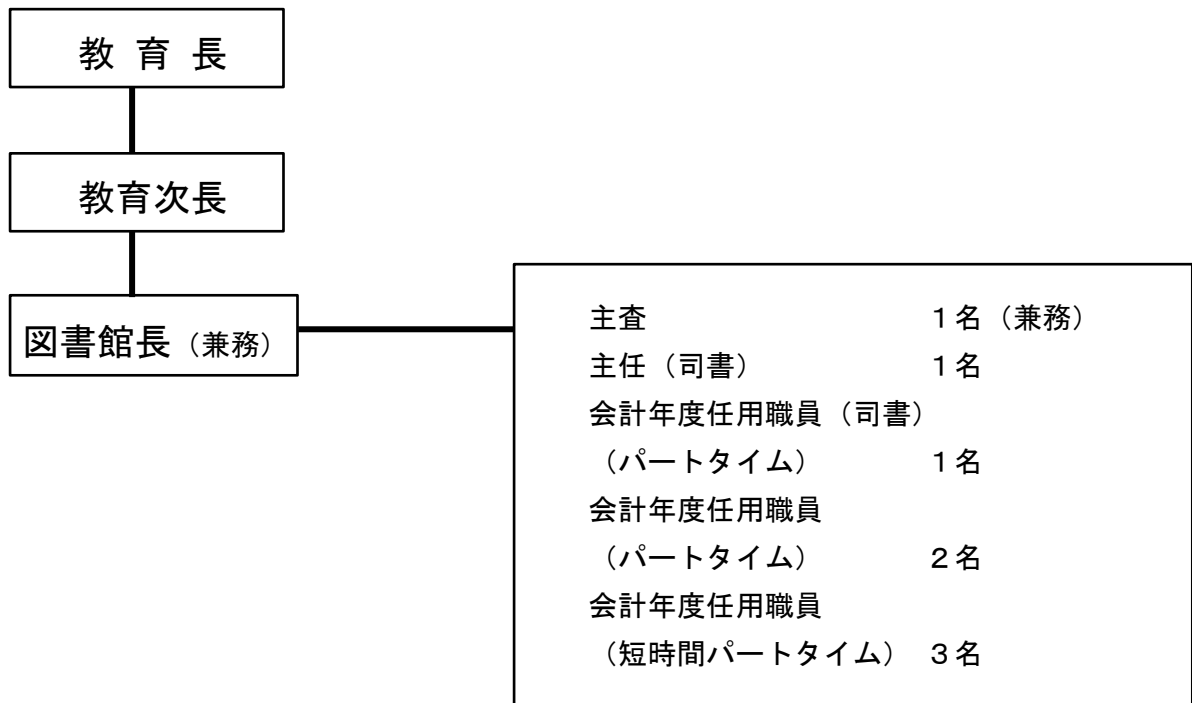 教 育 長
教育次長
図書館長（兼務）
主査 １名（兼務）
主任（司書） １名
会計年度任用職員（司書）
（パートタイム） １名
会計年度任用職員
（パートタイム） ２名
会計年度任用職員
（短時間パートタイム） ３名